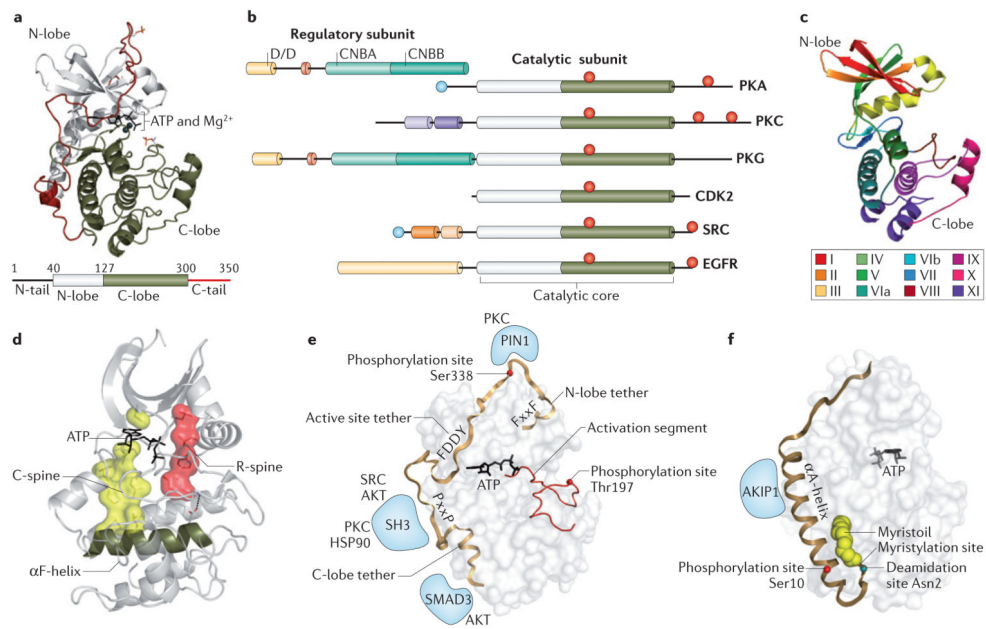 a
N-lobe
ATP and Mg2+
C-lobe
1 40 127 300 350
N-tail N-lobe C-lobe C-tail
b
Regulatory subunit
D/D CNBA CNBB
Catalytic subunit
PKA
PKC
PKG
CDK2
SRC
EGFR
Catalytic core
c
N-lobe
C-lobe
I IV VIb IX
II V VII X
III VIa VIII XI
d
ATP
C-spine
R-spine
αF-helix
e
PKC
PIN1
Phosphorylation site
Ser338
N-lobe tether
FxxF
Active site tether
FDDY
Activation segment
ATP
Phosphorylation site
Thr197
SRC
AKT
PxxP
SH3
PKC
HSP90
C-lobe tether
SMAD3
AKT
f
ATP
AKIP1
αA-helix
Myristoil
Myristylation site
Phosphorylation site
Ser10
Deamidation
site Asn2